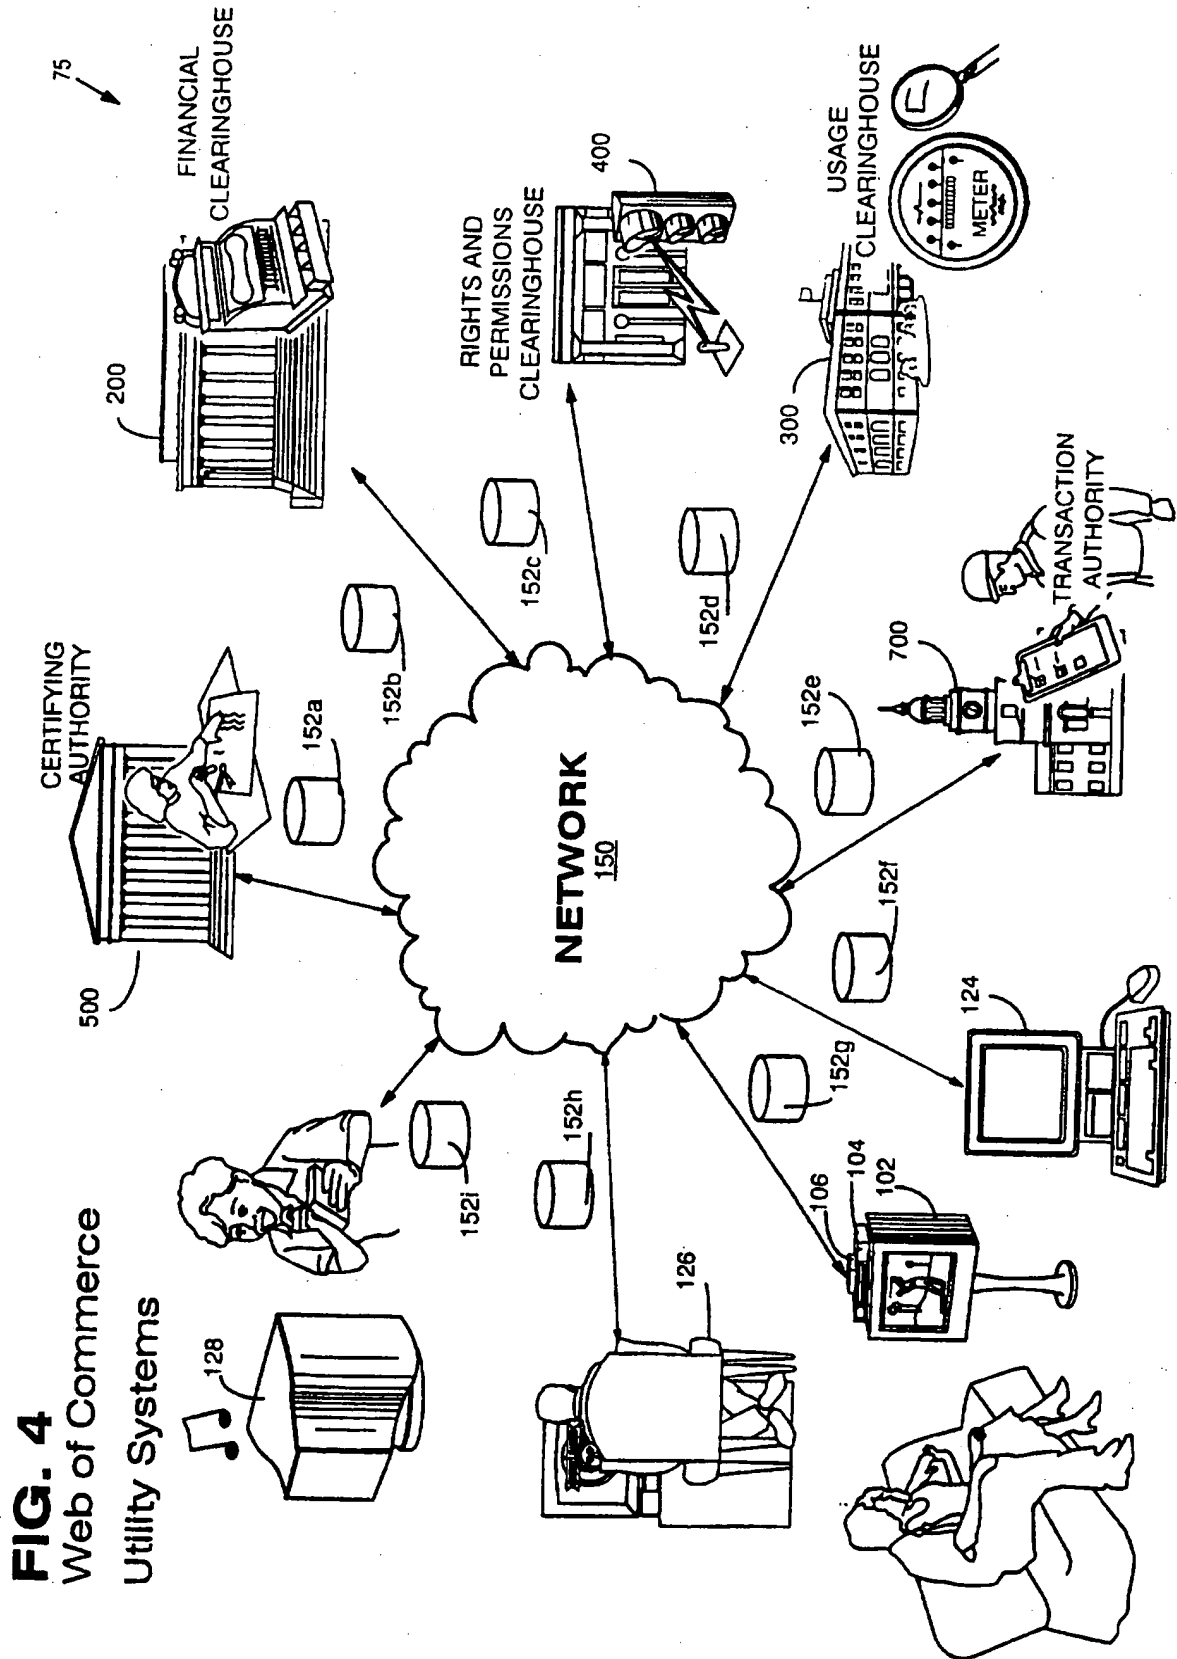 FIG. 4
Web of Commerce
Utility Systems
75
128
500
CERTIFYING
AUTHORITY
200
FINANCIAL
CLEARINGHOUSE
152i
152a
152b
152h
NETWORK
150
152c
RIGHTS AND
PERMISSIONS
CLEARINGHOUSE
400
126
152g
152f
152e
152d
300
USAGE
CLEARINGHOUSE
METER
106
104
102
124
700
TRANSACTION
AUTHORITY